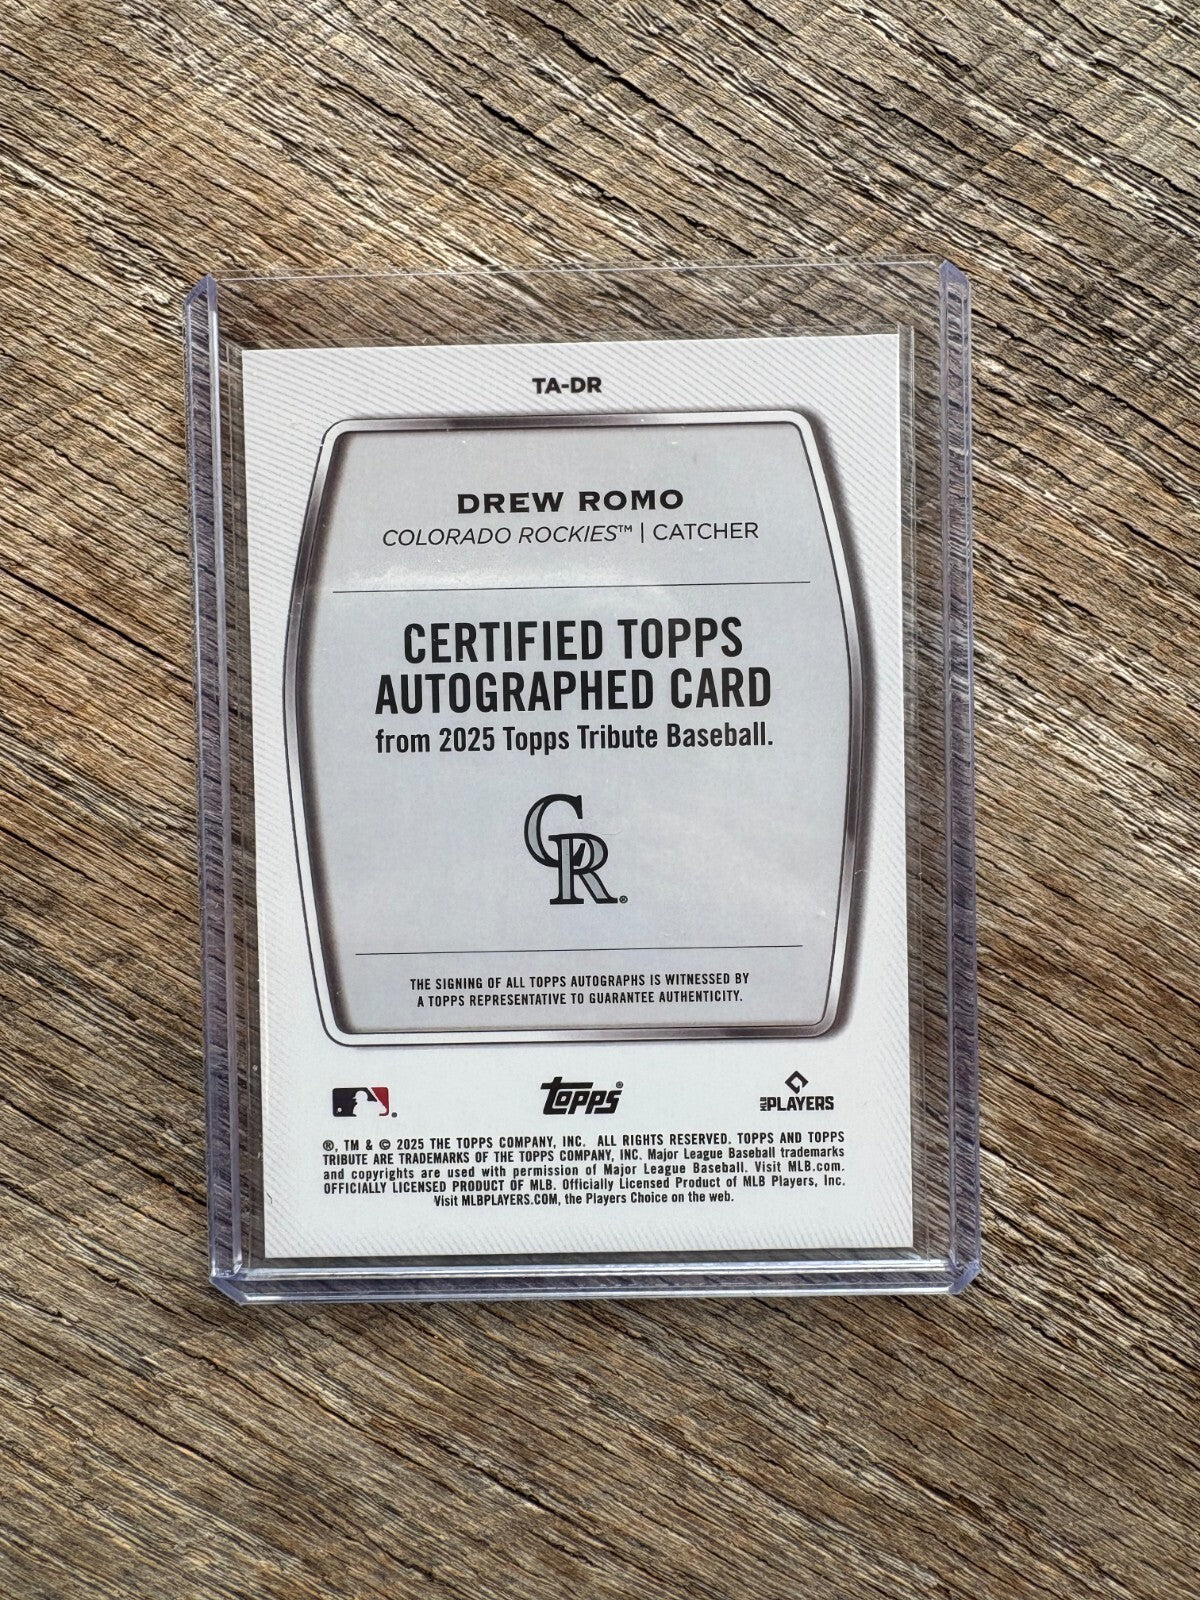 TA-DR
DREW ROMO
COLORADO ROCKIES™ | CATCHER
CERTIFIED TOPPS
AUTOGRAPHED CARD
from 2025 Topps Tribute Baseball.
CR®
THE SIGNING OF ALL TOPPS AUTOGRAPHS IS WITNESSED BY
A TOPPS REPRESENTATIVE TO GUARANTEE AUTHENTICITY.
topps®
MLB PLAYERS
®, TM & © 2025 THE TOPPS COMPANY, INC. ALL RIGHTS RESERVED. TOPPS AND TOPPS
TRIBUTE ARE TRADEMARKS OF THE TOPPS COMPANY, INC. Major League Baseball trademarks
and copyrights are used with permission of Major League Baseball. Visit MLB.com.
OFFICIALLY LICENSED PRODUCT OF MLB. Officially Licensed Product of MLB Players, Inc.
Visit MLBPLAYERS.COM, the Players Choice on the web.